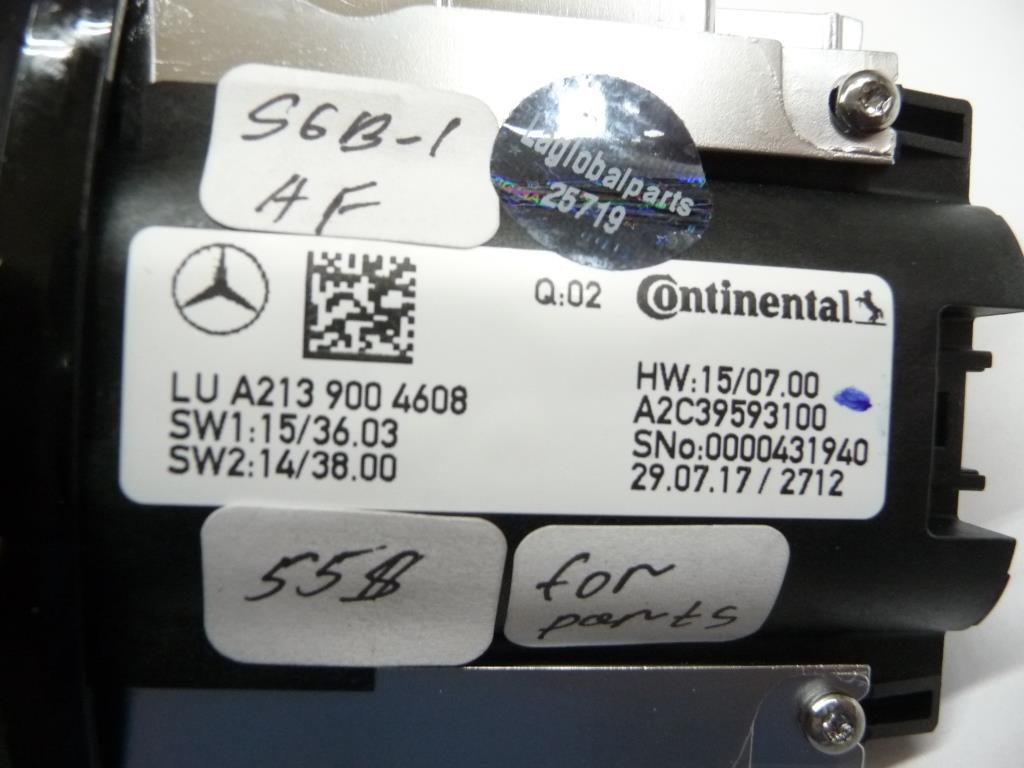 S6B-1
AF
Laglobalparts
25719
Q:02
Continental
LU A213 900 4608
SW1:15/36.03
SW2:14/38.00
HW:15/07.00
A2C39593100
SNo:0000431940
29.07.17 / 2712
for
parts